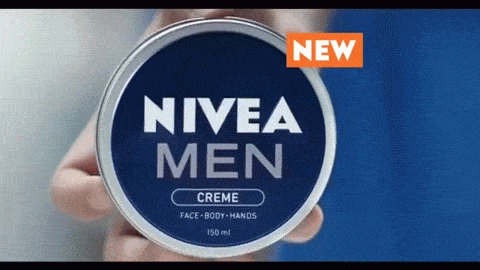 NEW
NIVEA
MEN
CREME
FACE • BODY • HANDS
150 ml